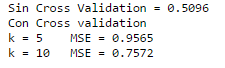 Sin Cross Validation = 0.5096
Con Cross validation
k = 5 MSE = 0.9565
k = 10 MSE = 0.7572